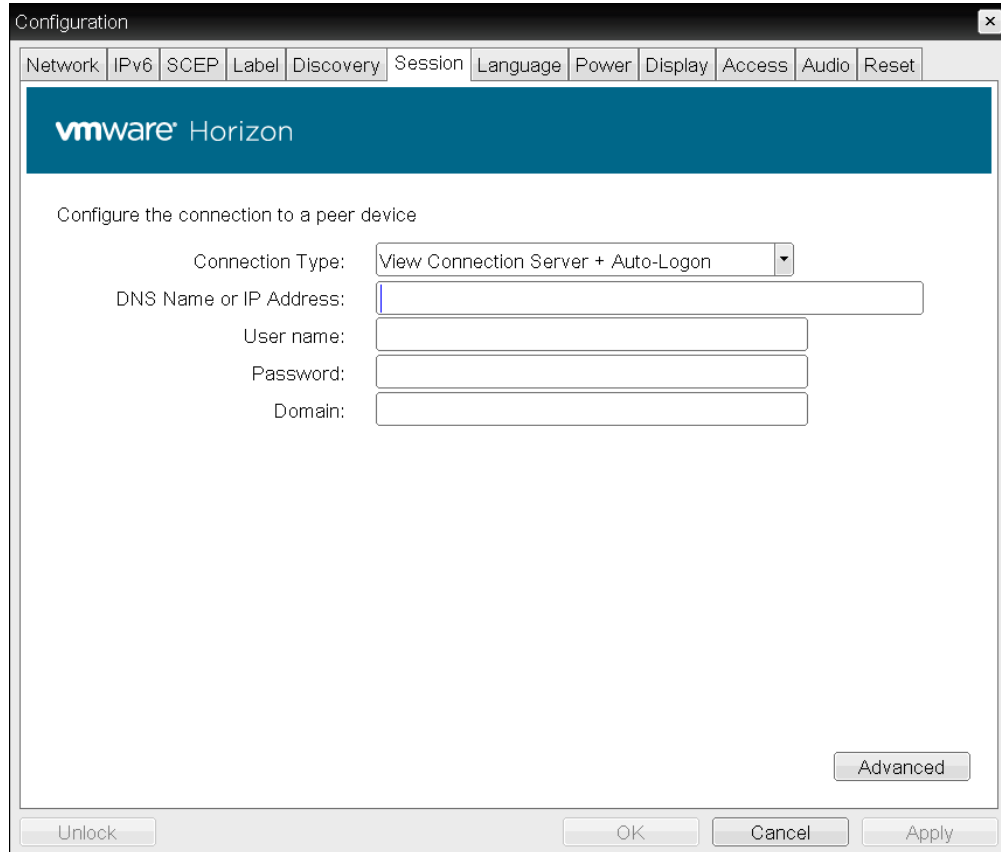 Configuration
Network IPv6 SCEP Label Discovery Session Language Power Display Access Audio Reset
vmware Horizon
Configure the connection to a peer device
Connection Type: View Connection Server + Auto-Logon
DNS Name or IP Address:
User name:
Password:
Domain:
Advanced
Unlock OK Cancel Apply